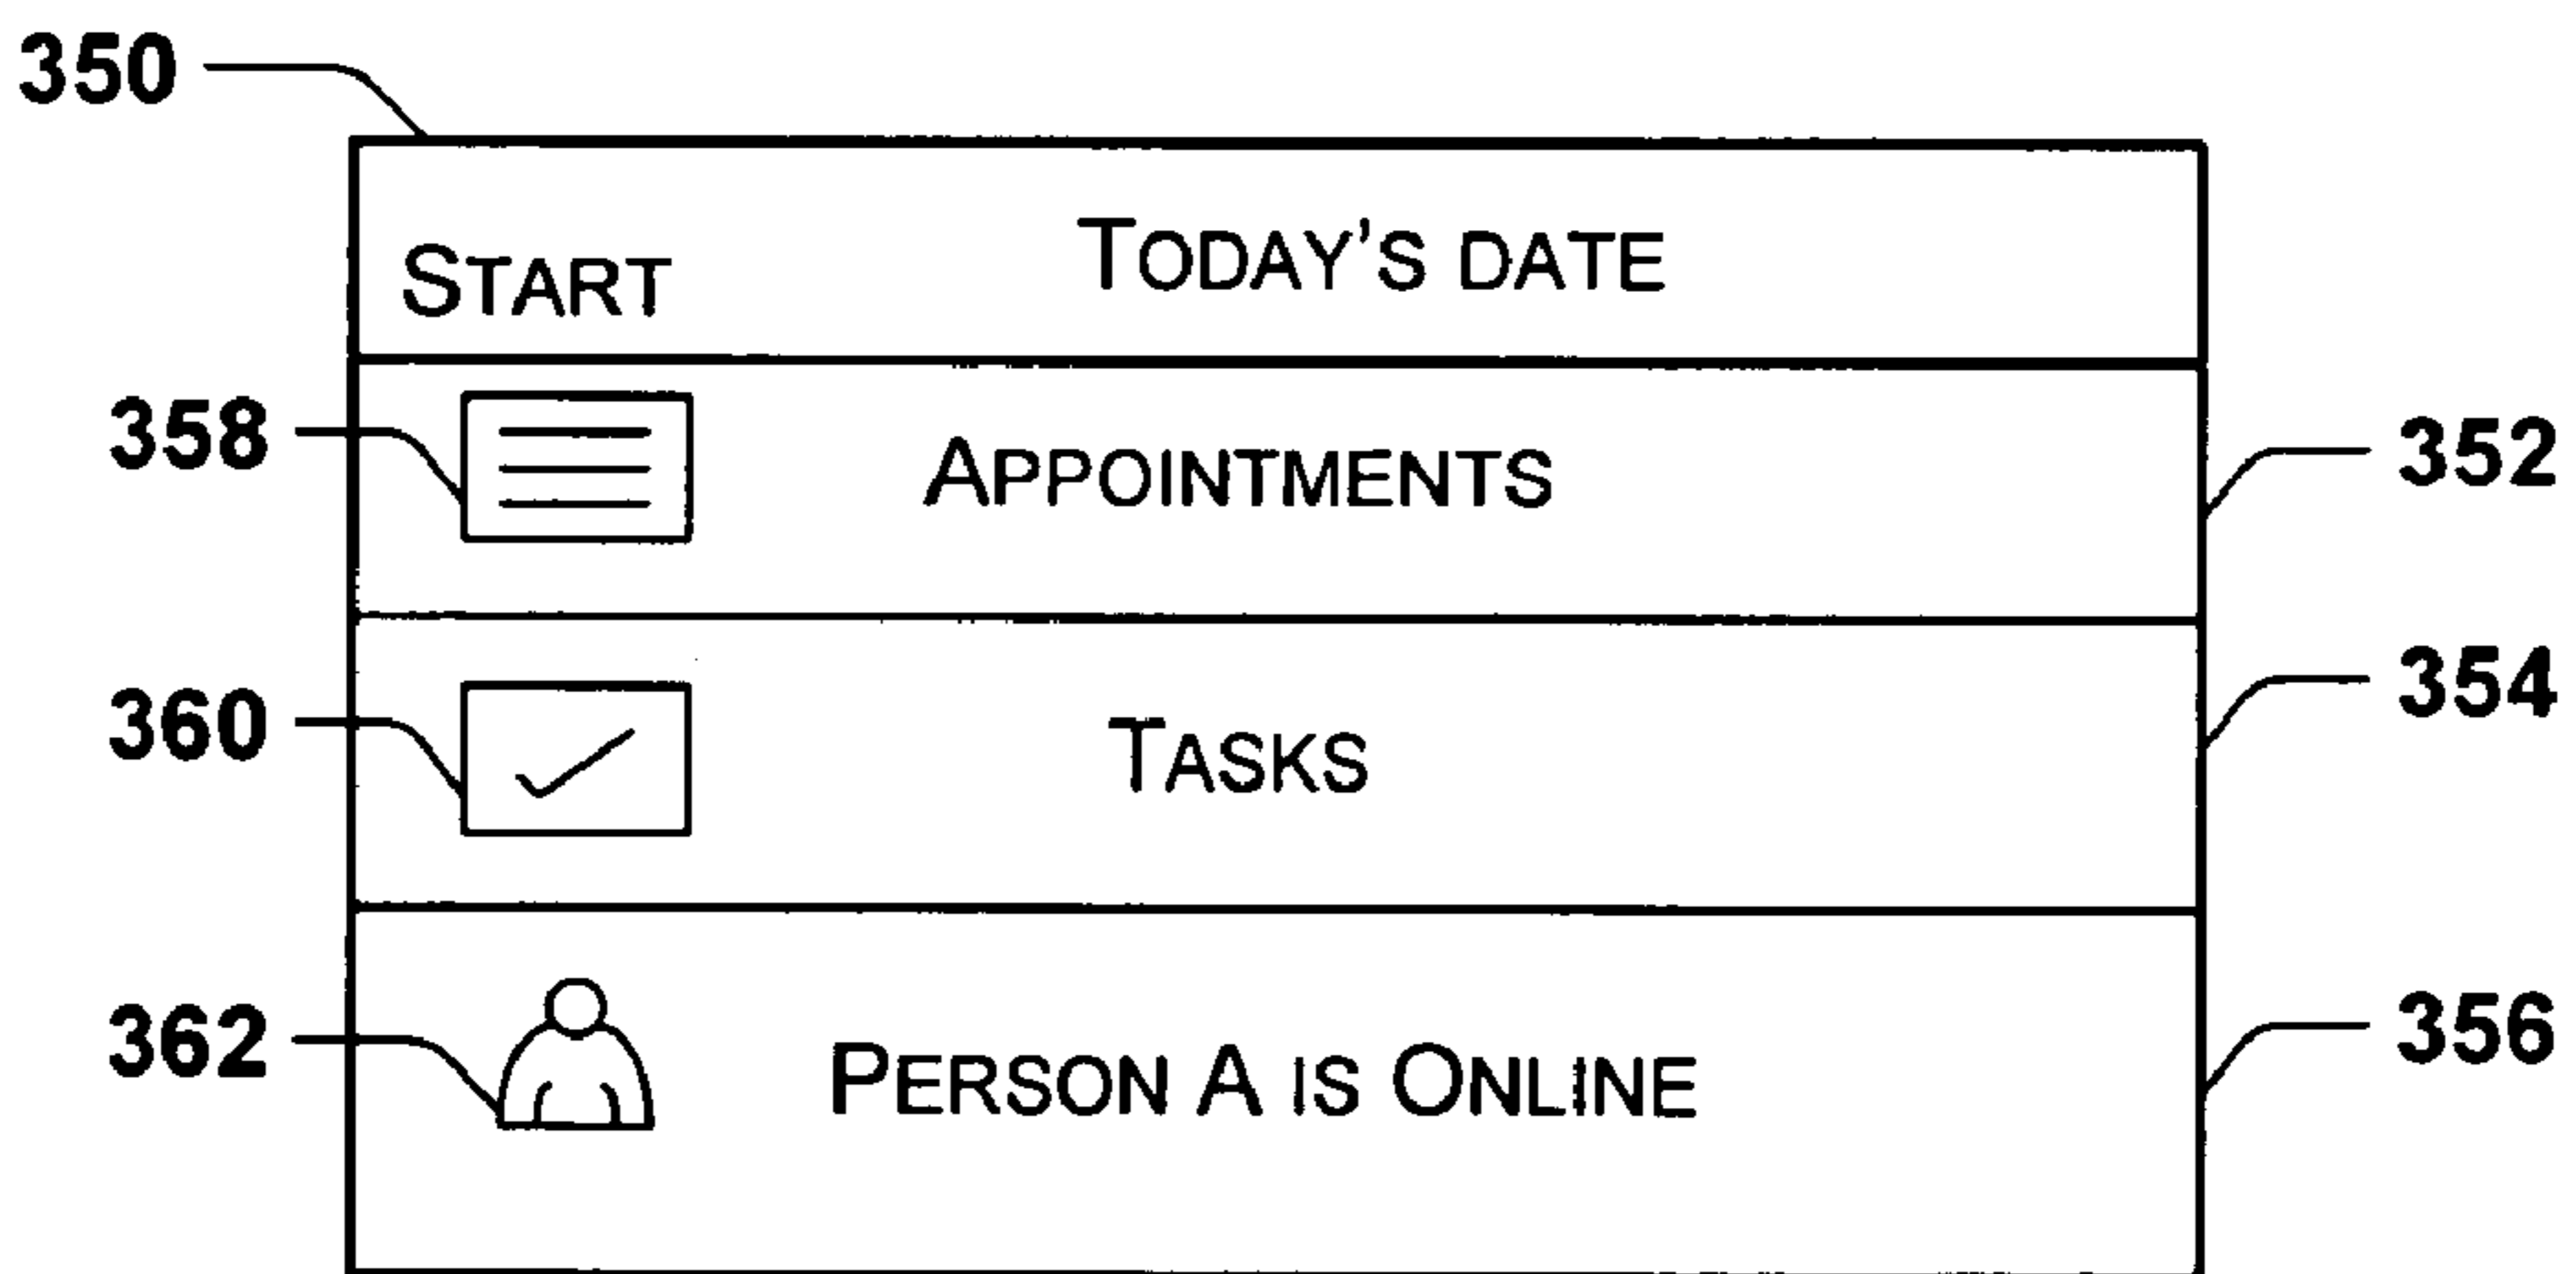 350
START TODAY'S DATE
358 APPOINTMENTS 352
360 TASKS 354
362 PERSON A IS ONLINE 356